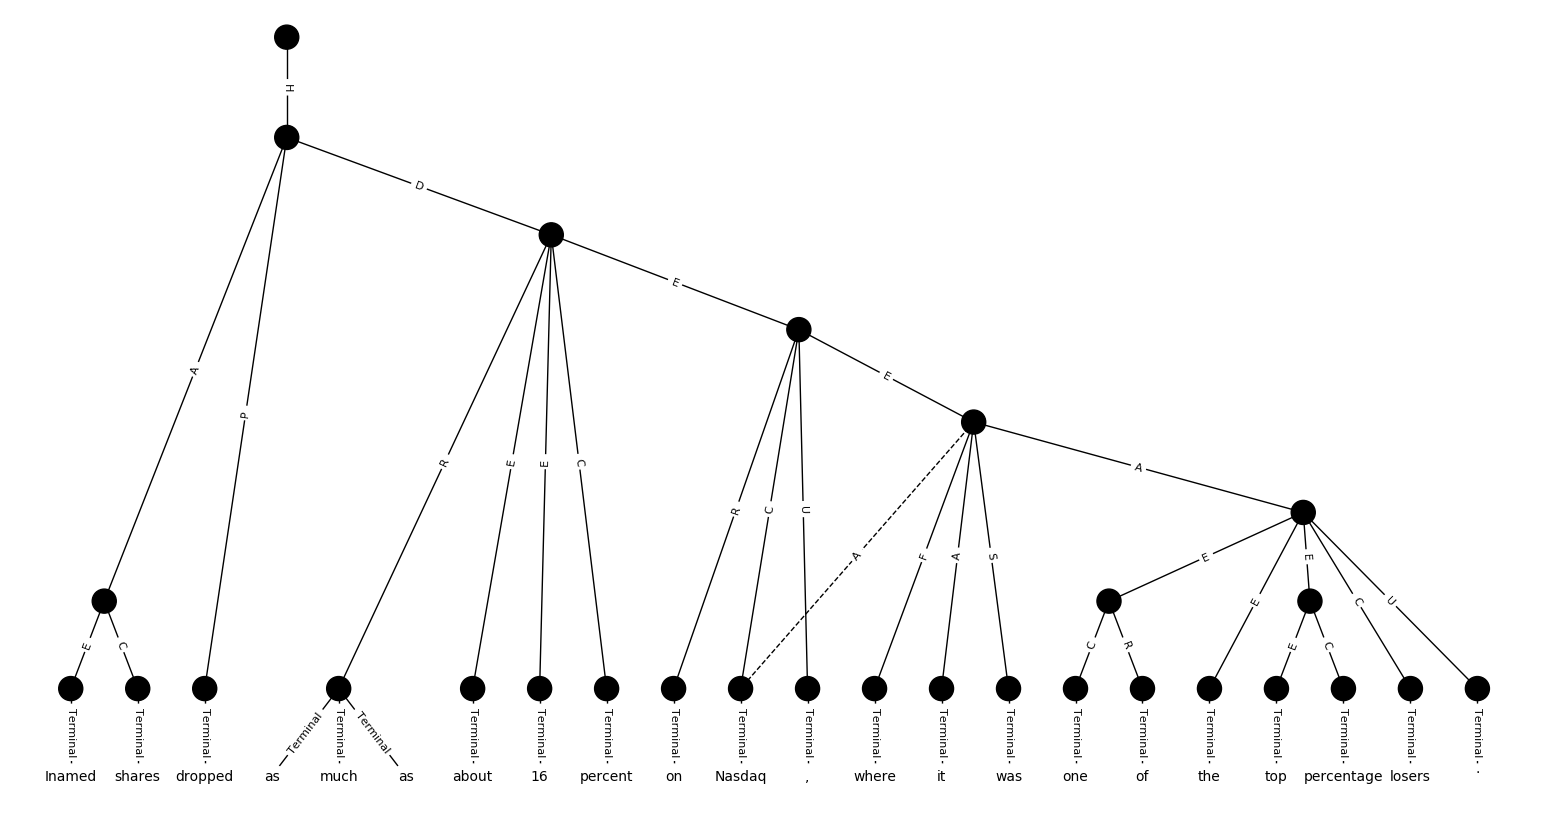 H
D
E
E
A
A
P
R
E
E
C
R
C
U
A
F
A
S
E
E
E
C
U
E
C
C
R
E
C
Terminal Terminal Terminal Terminal Terminal Terminal Terminal Terminal Terminal Terminal Terminal Terminal Terminal Terminal Terminal Terminal Terminal Terminal Terminal Terminal Terminal Terminal
Inamed shares dropped as much as about 16 percent on Nasdaq , where it was one of the top percentage losers .